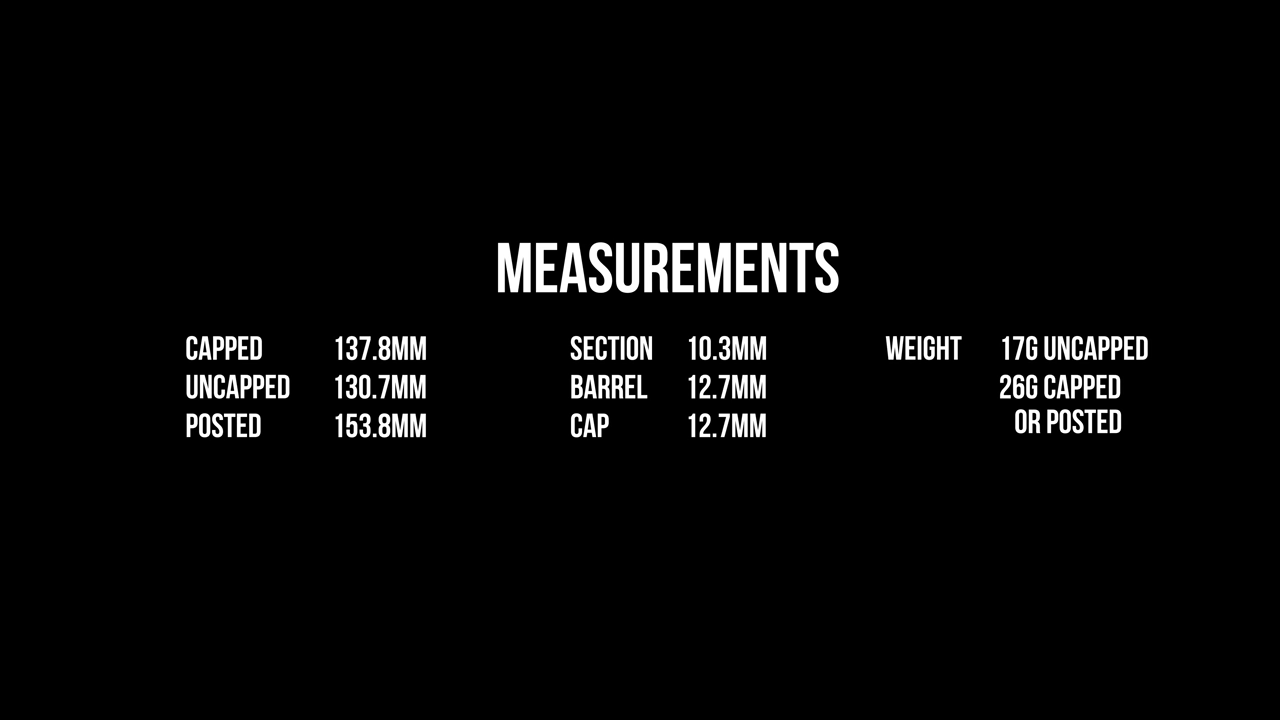 MEASUREMENTS
CAPPED 137.8MM
UNCAPPED 130.7MM
POSTED 153.8MM
SECTION 10.3MM
BARREL 12.7MM
CAP 12.7MM
WEIGHT 17G UNCAPPED
26G CAPPED
OR POSTED